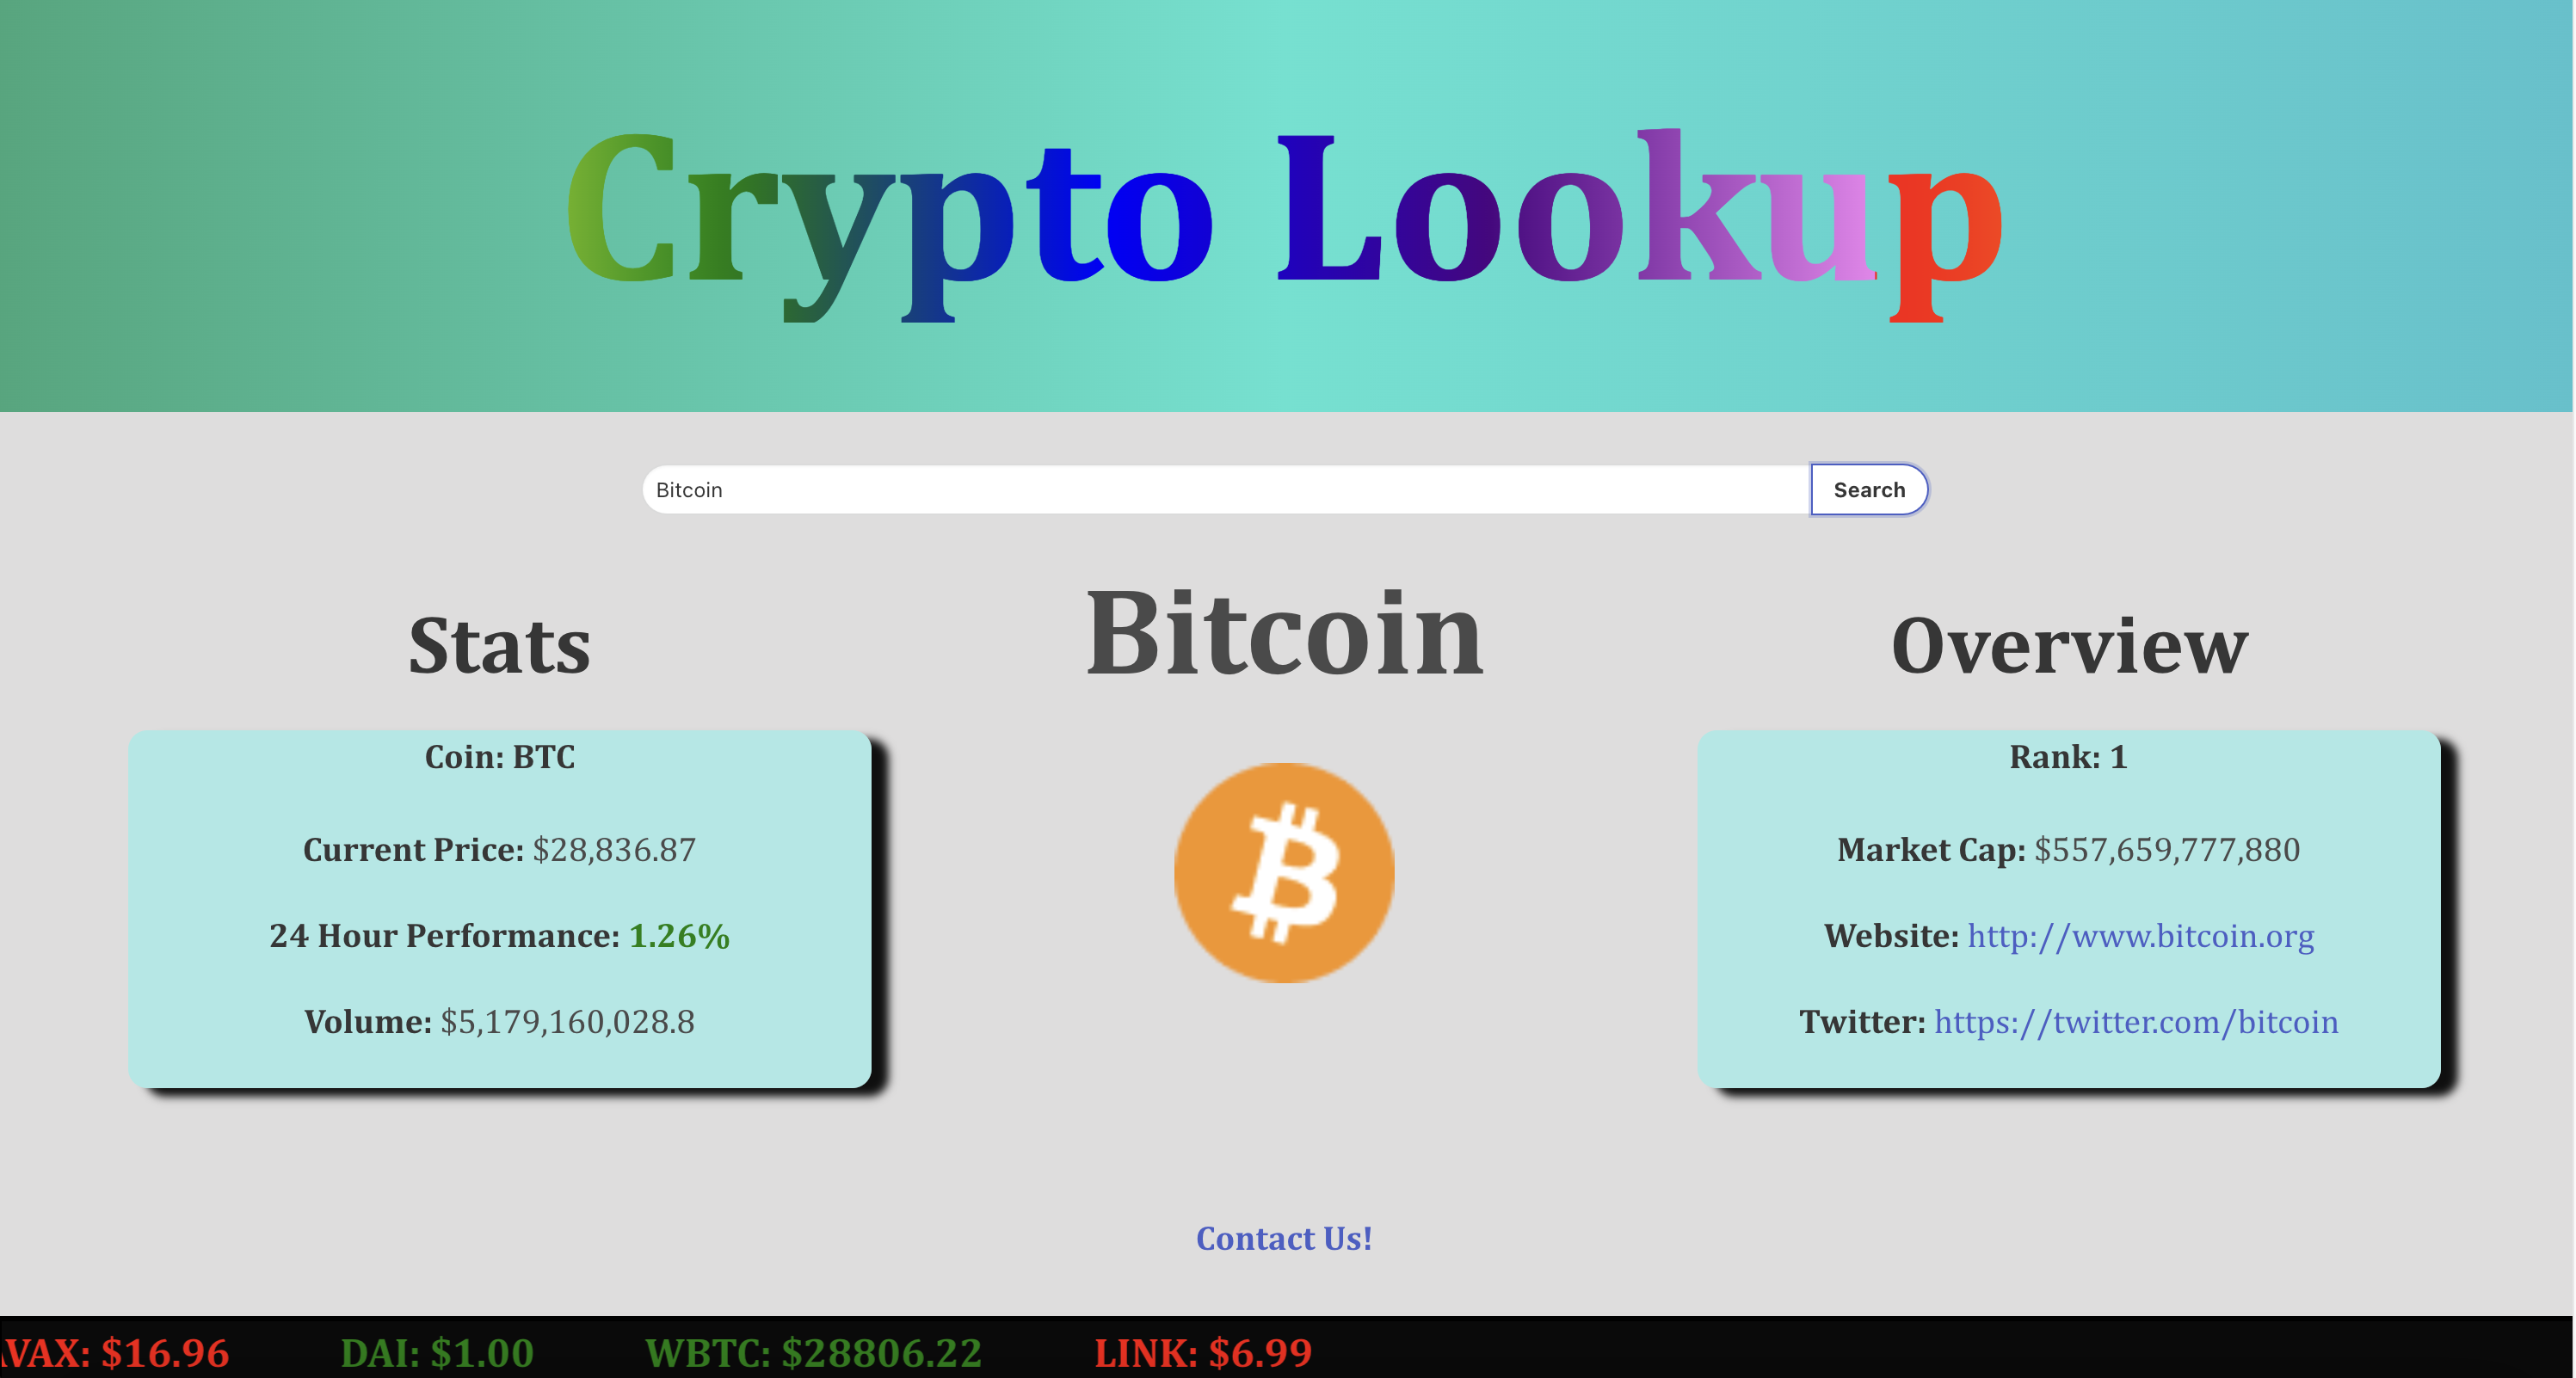 Crypto Lookup
Bitcoin
Search
Stats
Coin: BTC
Current Price: $28,836.87
24 Hour Performance: 1.26%
Volume: $5,179,160,028.8
Bitcoin
Overview
Rank: 1
Market Cap: $557,659,777,880
Website: http://www.bitcoin.org
Twitter: https://twitter.com/bitcoin
Contact Us!
AVAX: $16.96 DAI: $1.00 WBTC: $28806.22 LINK: $6.99